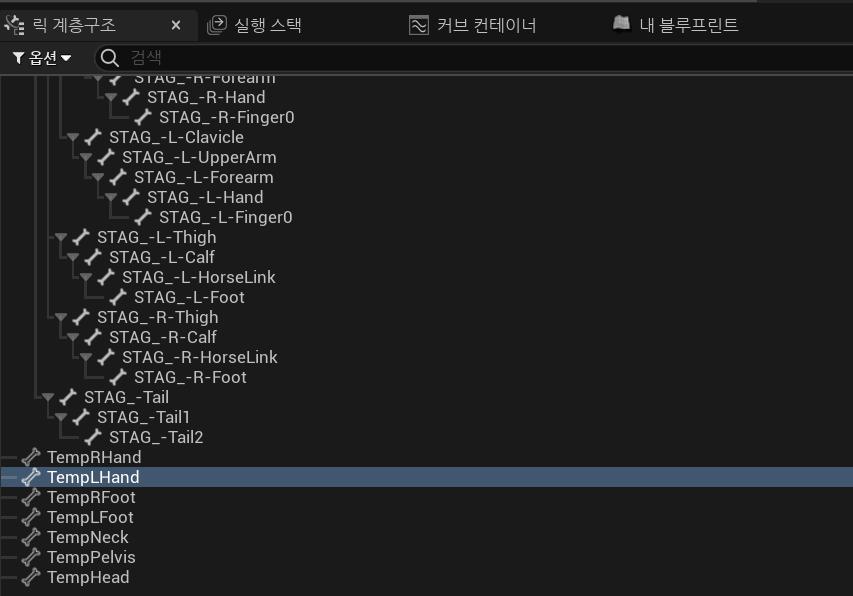 릭 계층구조
실행 스택
커브 컨테이너
내 블루프린트
옵션
검색
STAG_-R-Forearm
STAG_-R-Hand
STAG_-R-Finger0
STAG_-L-Clavicle
STAG_-L-UpperArm
STAG_-L-Forearm
STAG_-L-Hand
STAG_-L-Finger0
STAG_-L-Thigh
STAG_-L-Calf
STAG_-L-HorseLink
STAG_-L-Foot
STAG_-R-Thigh
STAG_-R-Calf
STAG_-R-HorseLink
STAG_-R-Foot
STAG_-Tail
STAG_-Tail1
STAG_-Tail2
TempRHand
TempLHand
TempRFoot
TempLFoot
TempNeck
TempPelvis
TempHead